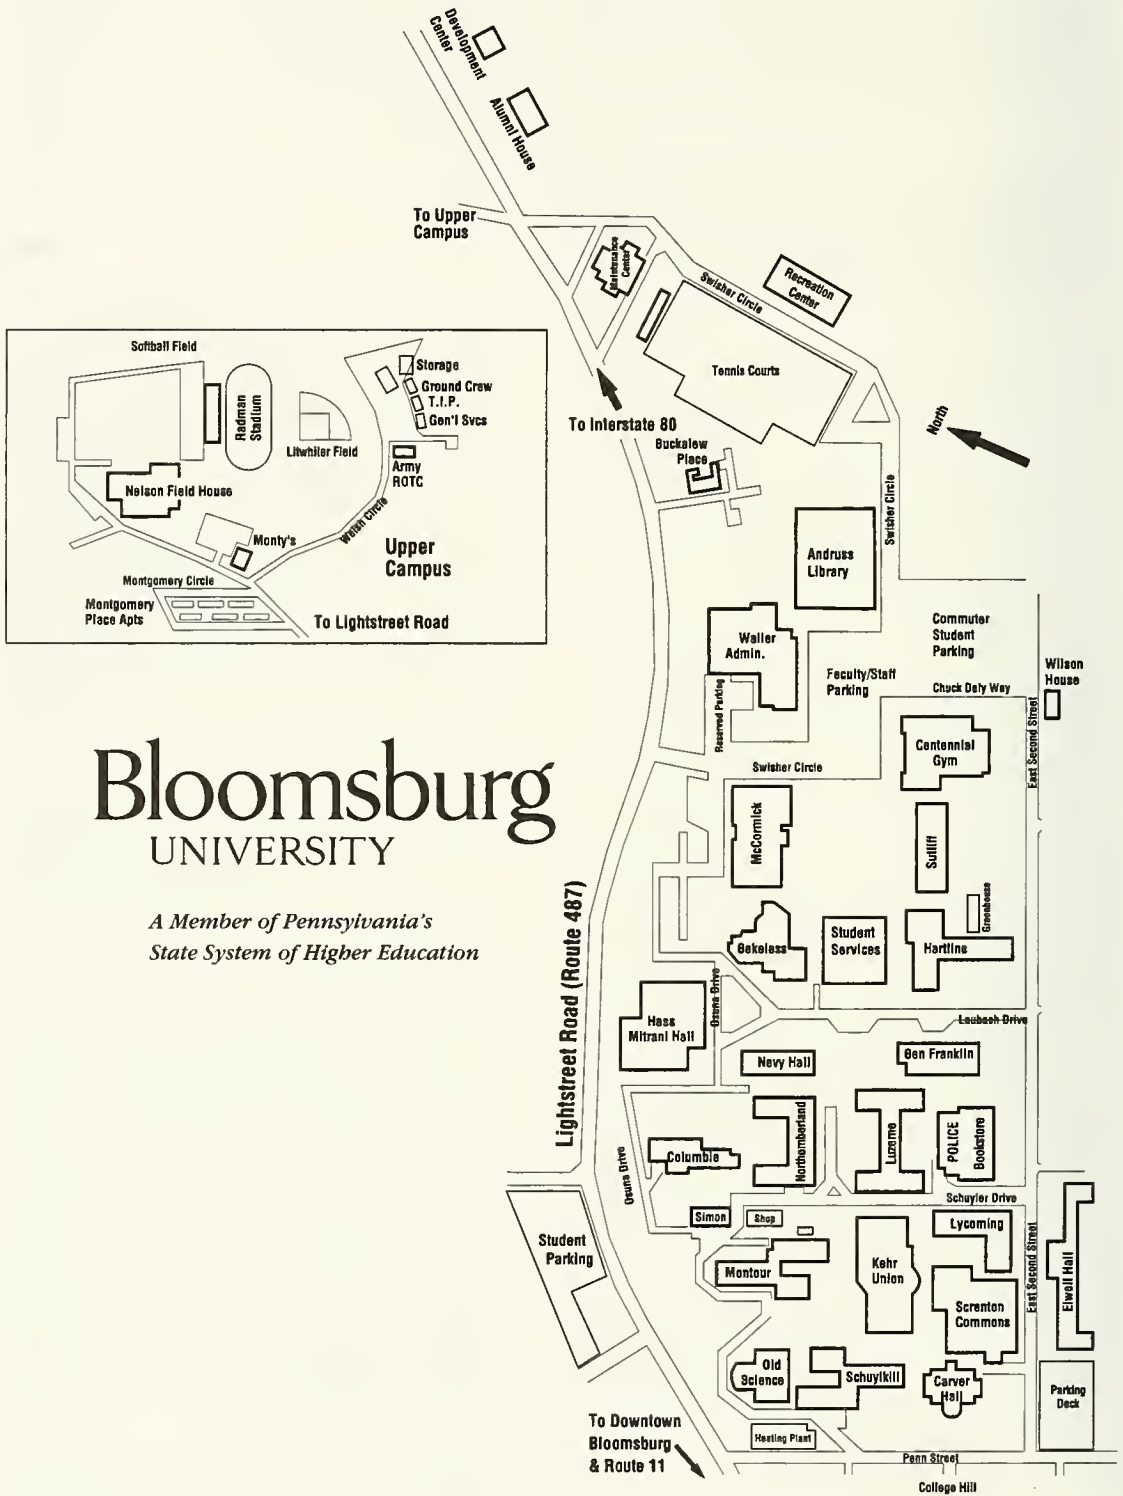 Development
Center
Alumni House
To Upper
Campus
Maintenance
Center
Swisher Circle
Recreation
Center
Tennis Courts
To Interstate 80
North
Buckalew
Place
Swisher Circle
Andruss
Library
Softball Field
Radman
Stadium
Litwhiler Field
Storage
Ground Crew
T.I.P.
Gen'l Svcs
Army
ROTC
Nelson Field House
Welsh Circle
Monty's
Upper
Campus
Montgomery Circle
Montgomery
Place Apts
To Lightstreet Road
Waller
Admin.
Commuter
Student
Parking
Faculty/Staff
Parking
Wilson
House
Chuck Daly Way
Reserved Parking
East Second Street
Centennial
Gym
Swisher Circle
Bloomsburg
UNIVERSITY
A Member of Pennsylvania's
State System of Higher Education
McCormick
Sutliff
Greenhouse
Lightstreet Road (Route 487)
Bakeless
Student
Services
Hartline
Osuna Drive
Haas
Mitrani Hall
Laubach Drive
Navy Hall
Ben Franklin
Northumberland
Luzerne
POLICE
Bookstore
Columbia
Osuna Drive
Schuyler Drive
Simon
Shop
Lycoming
Student
Parking
Montour
Kehr
Union
East Second Street
Elwell Hall
Scranton
Commons
Old
Science
Schuylkill
Carver
Hall
Parking
Deck
To Downtown
Bloomsburg
& Route 11
Heating Plant
Penn Street
College Hill